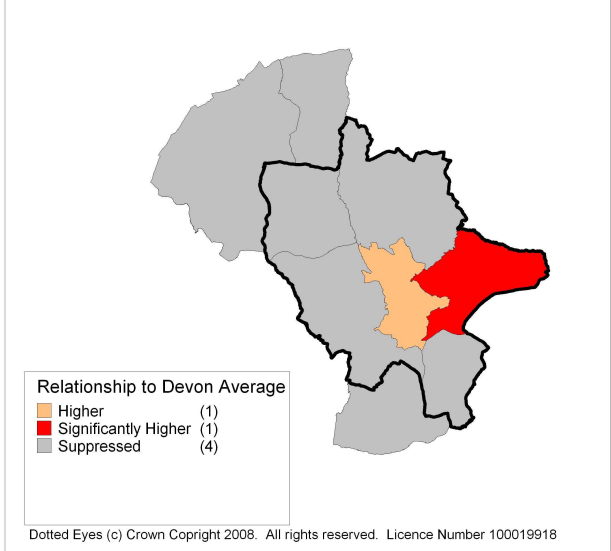 Relationship to Devon Average
Higher (1)
Significantly Higher (1)
Suppressed (4)
Dotted Eyes (c) Crown Copright 2008. All rights reserved. Licence Number 100019918